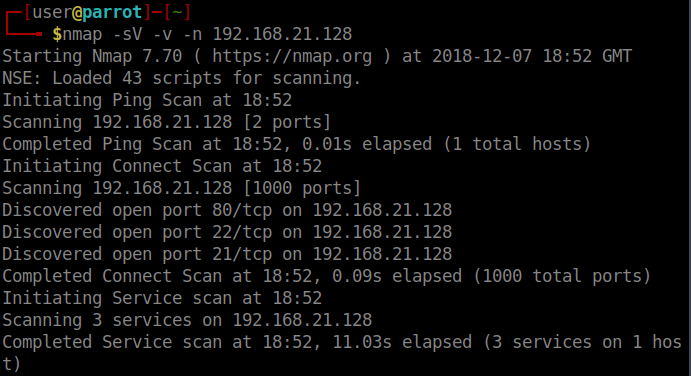 ┌─[user@parrot]─[~]
└──╼ $nmap -sV -v -n 192.168.21.128
Starting Nmap 7.70 ( https://nmap.org ) at 2018-12-07 18:52 GMT
NSE: Loaded 43 scripts for scanning.
Initiating Ping Scan at 18:52
Scanning 192.168.21.128 [2 ports]
Completed Ping Scan at 18:52, 0.01s elapsed (1 total hosts)
Initiating Connect Scan at 18:52
Scanning 192.168.21.128 [1000 ports]
Discovered open port 80/tcp on 192.168.21.128
Discovered open port 22/tcp on 192.168.21.128
Discovered open port 21/tcp on 192.168.21.128
Completed Connect Scan at 18:52, 0.09s elapsed (1000 total ports)
Initiating Service scan at 18:52
Scanning 3 services on 192.168.21.128
Completed Service scan at 18:52, 11.03s elapsed (3 services on 1 hos
t)